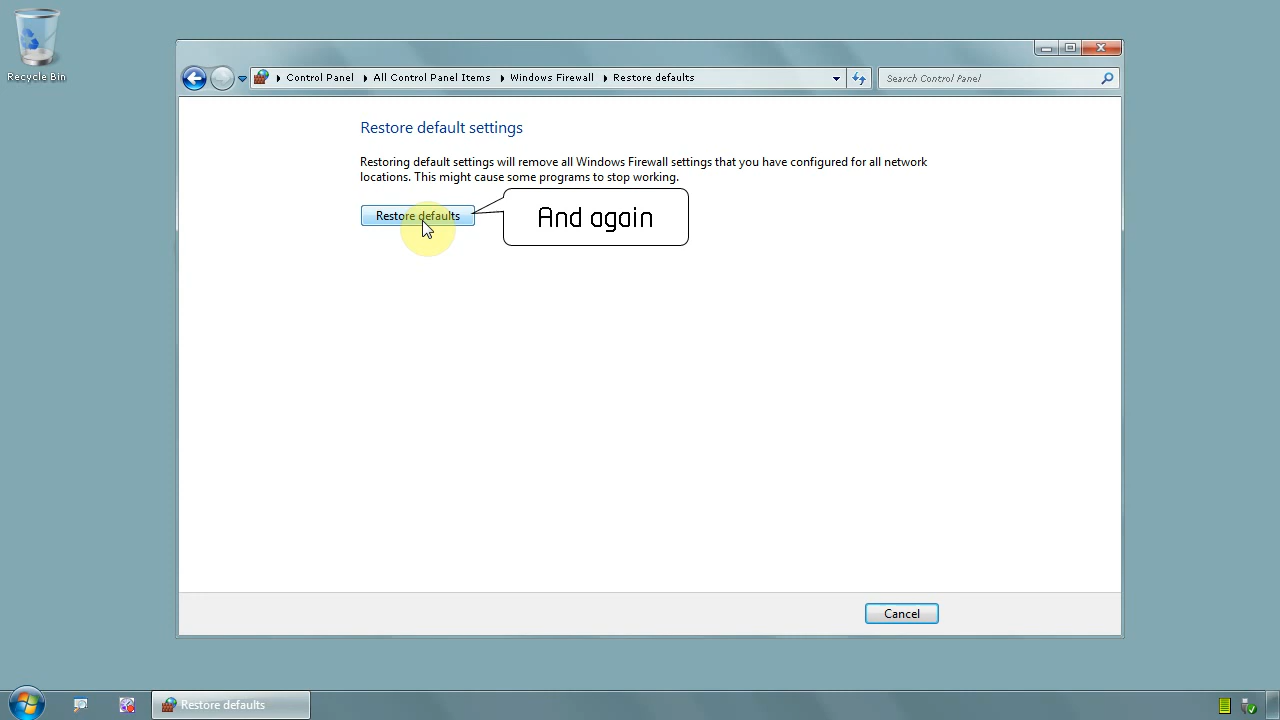 Recycle Bin
Control Panel All Control Panel Items Windows Firewall Restore defaults
Search Control Panel
Restore default settings
Restoring default settings will remove all Windows Firewall settings that you have configured for all network
locations. This might cause some programs to stop working.
Restore defaults
And again
Cancel
Restore defaults